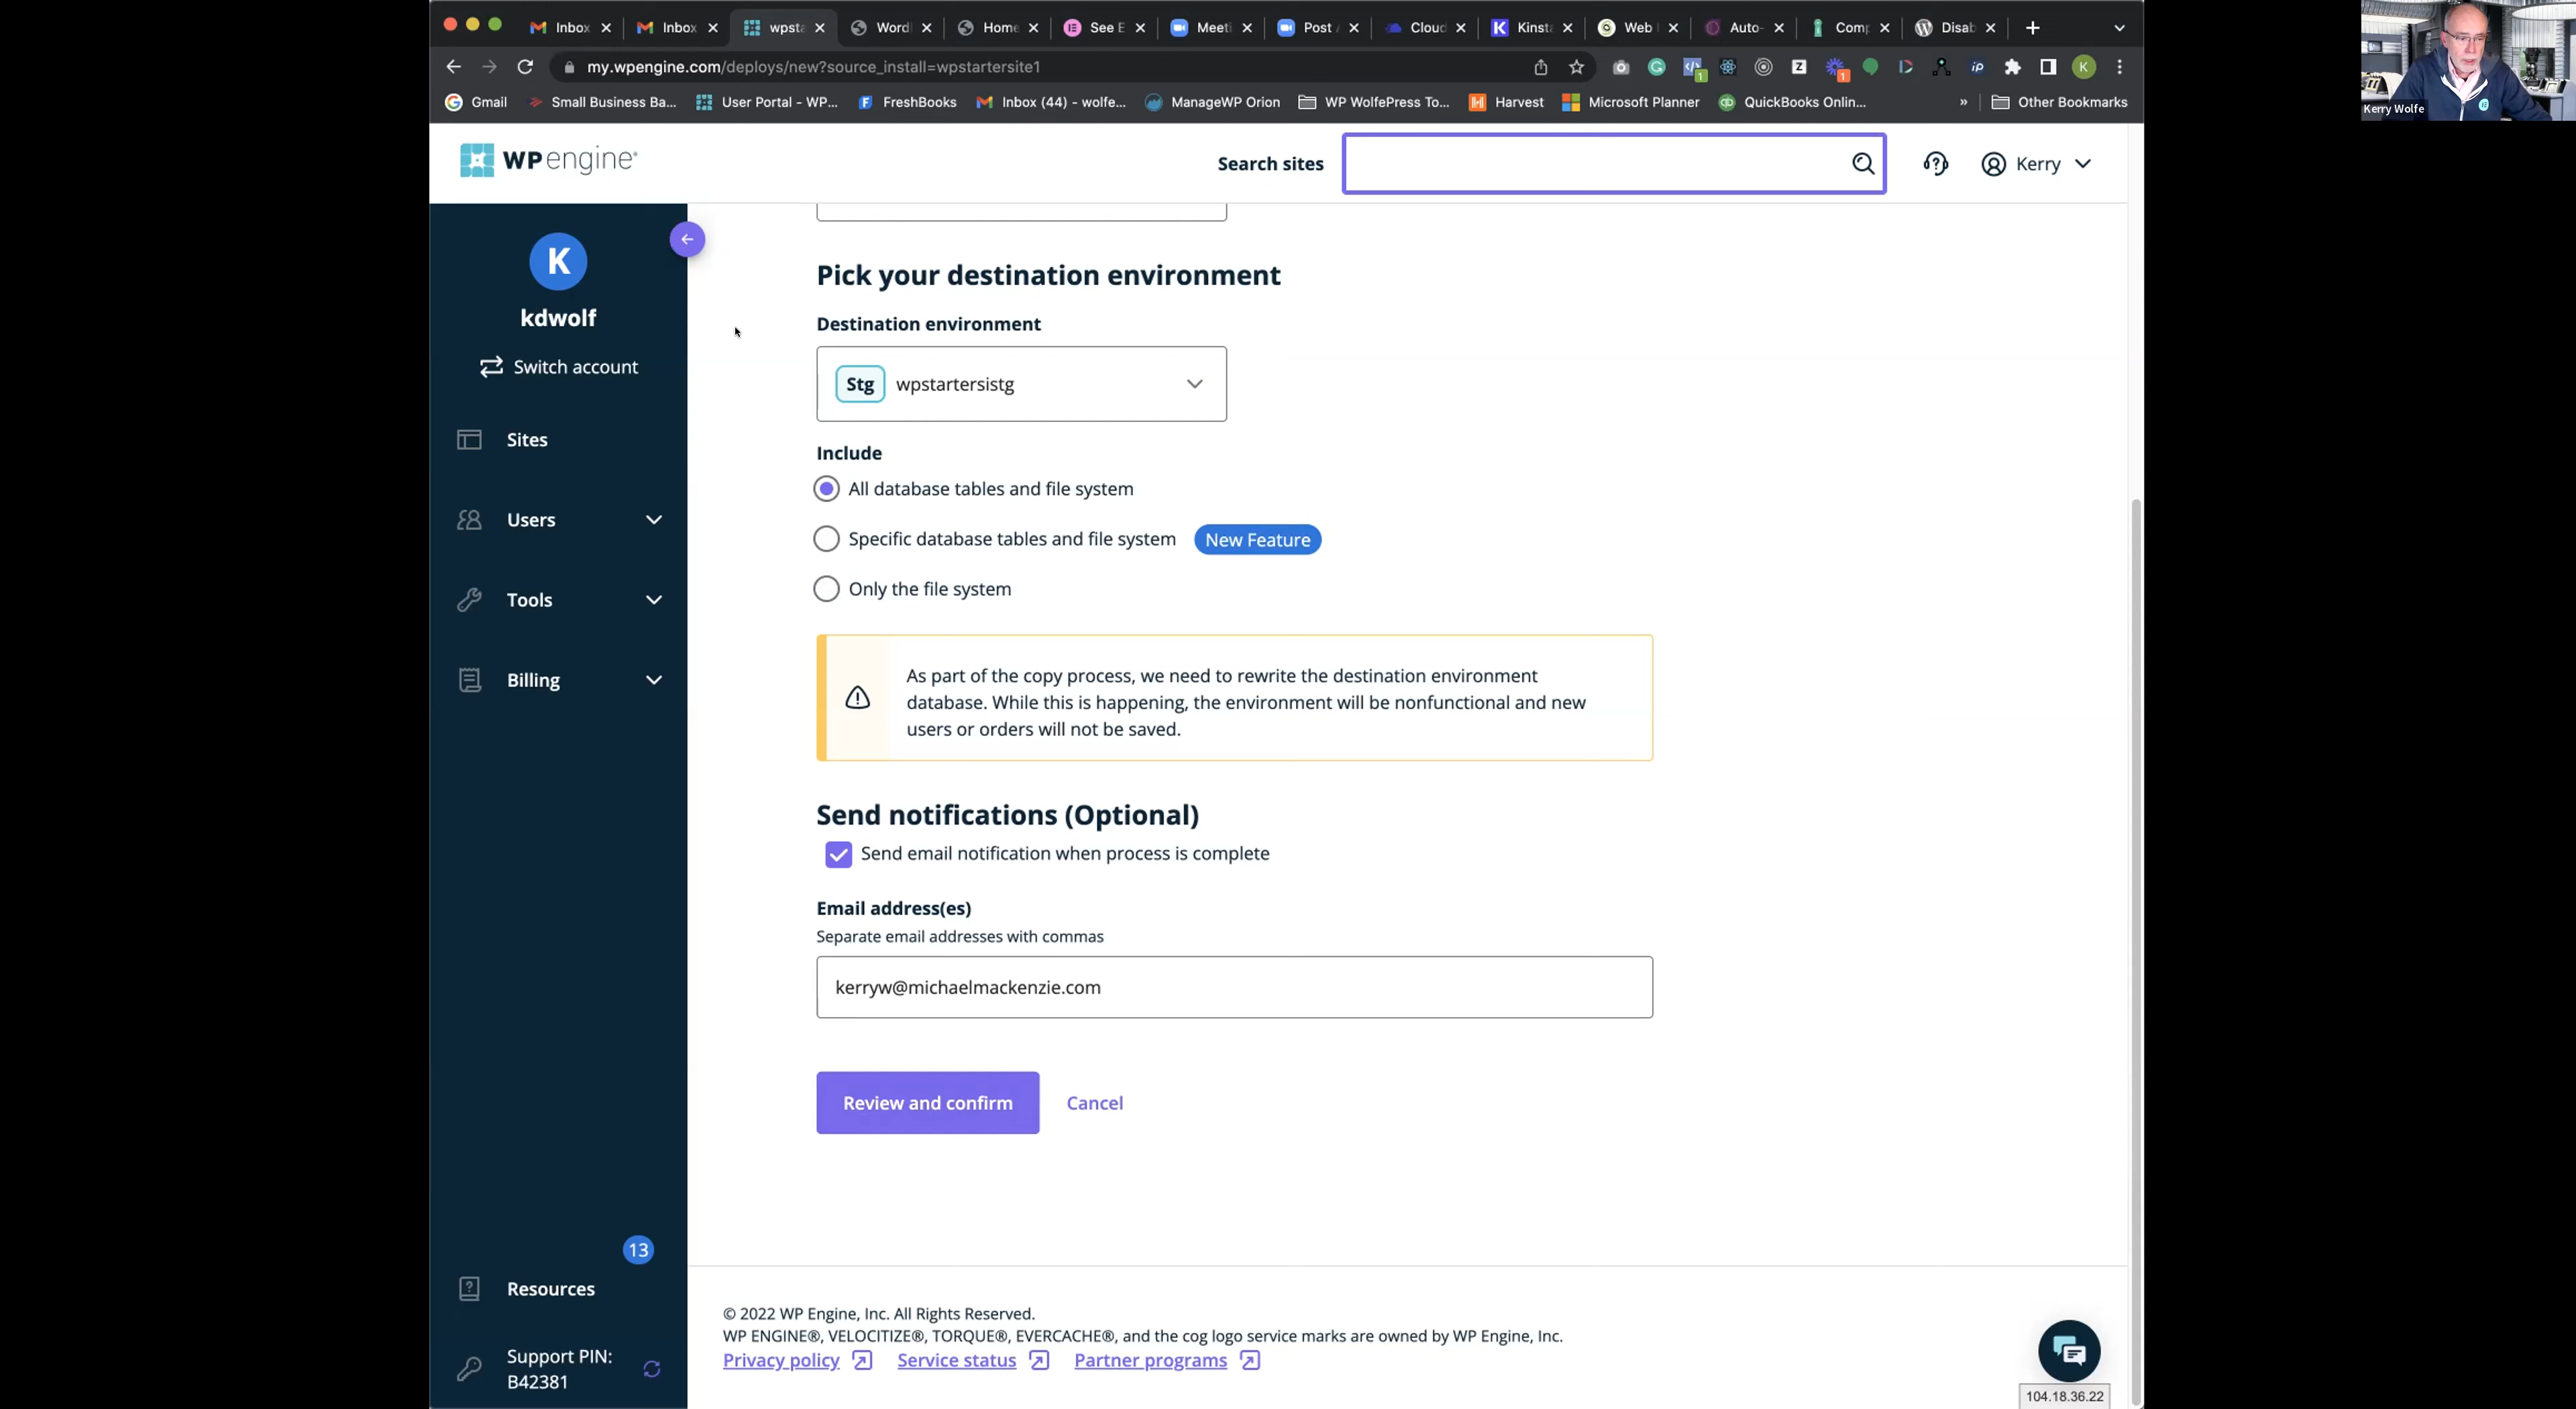 Inbox
Inbox
wpsta
Word
Home
See E
Meeti
Post
Cloud
Kinsta
Web
Auto-
Comp
Disab
my.wpengine.com/deploys/new?source_install=wpstartersite1
Gmail
Small Business Ba...
User Portal - WP...
FreshBooks
Inbox (44) - wolfe...
ManageWP Orion
WP WolfePress To...
Harvest
Microsoft Planner
QuickBooks Onlin...
»
Other Bookmarks
Kerry Wolfe
WP engine®
Search sites
Kerry
K
kdwolf
Switch account
Sites
Users
Tools
Billing
13
Resources
Support PIN:
B42381
Pick your destination environment
Destination environment
Stg wpstartersistg
Include
All database tables and file system
Specific database tables and file system New Feature
Only the file system
As part of the copy process, we need to rewrite the destination environment
database. While this is happening, the environment will be nonfunctional and new
users or orders will not be saved.
Send notifications (Optional)
Send email notification when process is complete
Email address(es)
Separate email addresses with commas
kerryw@michaelmackenzie.com
Review and confirm Cancel
© 2022 WP Engine, Inc. All Rights Reserved.
WP ENGINE®, VELOCITIZE®, TORQUE®, EVERCACHE®, and the cog logo service marks are owned by WP Engine, Inc.
Privacy policy Service status Partner programs
104.18.36.22